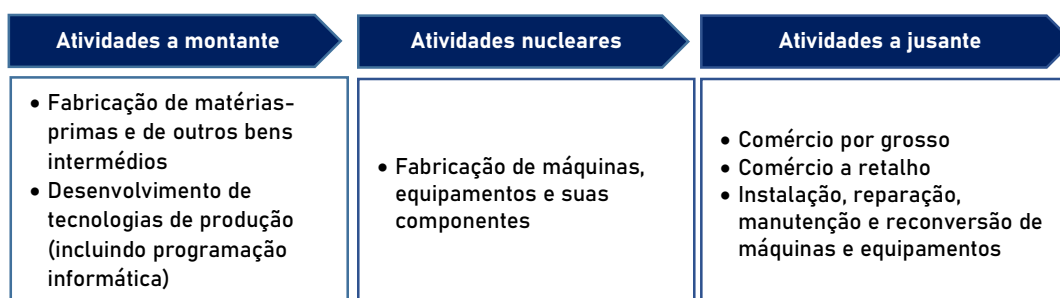 Atividades a montante
Atividades nucleares
Atividades a jusante
• Fabricação de matérias-
primas e de outros bens
intermédios
• Desenvolvimento de
tecnologias de produção
(incluindo programação
informática)
• Fabricação de máquinas,
equipamentos e suas
componentes
• Comércio por grosso
• Comércio a retalho
• Instalação, reparação,
manutenção e reconversão de
máquinas e equipamentos